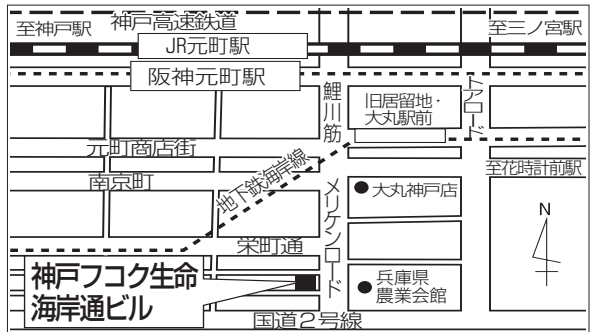 至神戸駅
神戸高速鉄道
至三ノ宮駅
JR元町駅
阪神元町駅
鯉川筋
旧居留地・
大丸駅前
トアロード
元町商店街
地下鉄海岸線
至花時計前駅
南京町
メリケンロード
大丸神戸店
N
栄町通
神戸フコク生命
海岸通ビル
兵庫県
農業会館
国道2号線